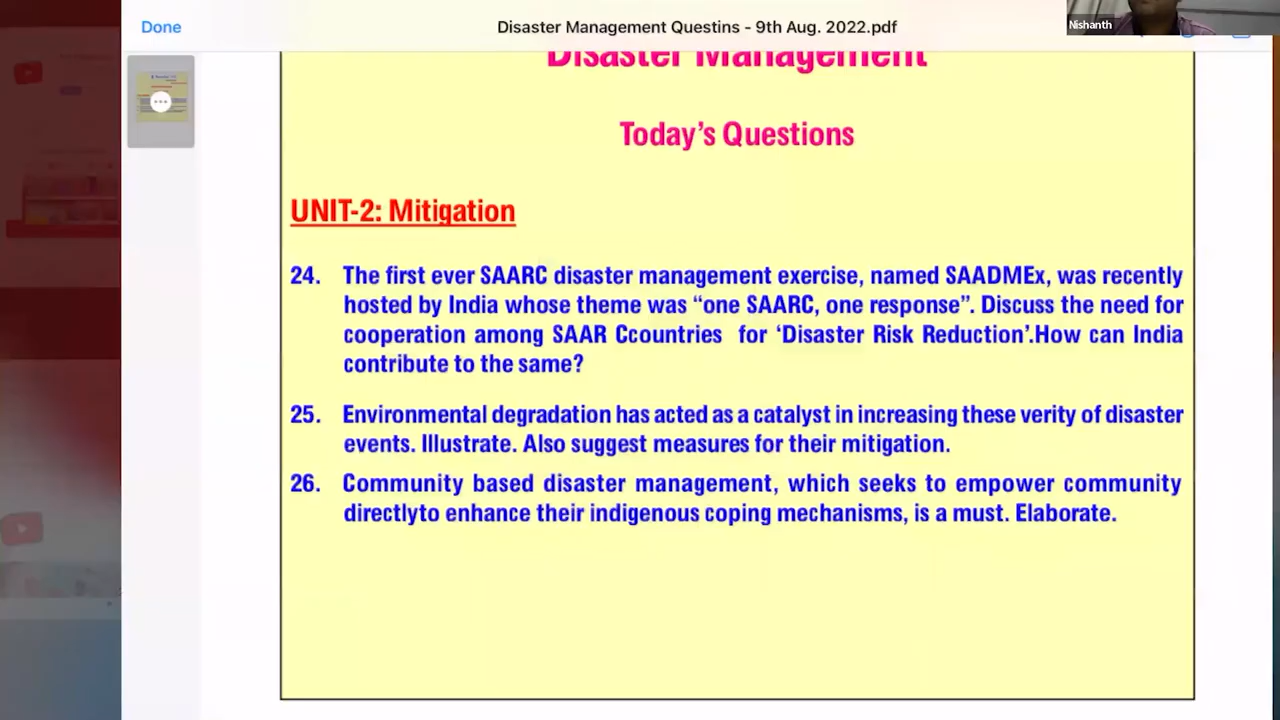 Done
Disaster Management Questins - 9th Aug. 2022.pdf
Nishanth
Disaster Management
Today's Questions
UNIT-2: Mitigation
24. The first ever SAARC disaster management exercise, named SAADMEx, was recently
hosted by India whose theme was “one SAARC, one response”. Discuss the need for
cooperation among SAAR Ccountries for ‘Disaster Risk Reduction’.How can India
contribute to the same?
25. Environmental degradation has acted as a catalyst in increasing these verity of disaster
events. Illustrate. Also suggest measures for their mitigation.
26. Community based disaster management, which seeks to empower community
directlyto enhance their indigenous coping mechanisms, is a must. Elaborate.